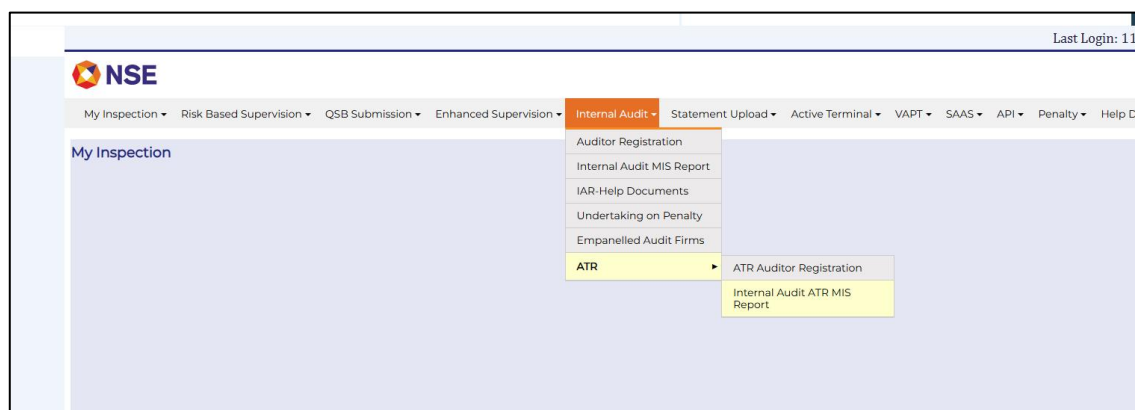 Last Login: 11
NSE
My Inspection Risk Based Supervision QSB Submission Enhanced Supervision Internal Audit Statement Upload Active Terminal VAPT SAAS API Penalty Help D
My Inspection
Auditor Registration
Internal Audit MIS Report
IAR-Help Documents
Undertaking on Penalty
Empanelled Audit Firms
ATR
ATR Auditor Registration
Internal Audit ATR MIS
Report